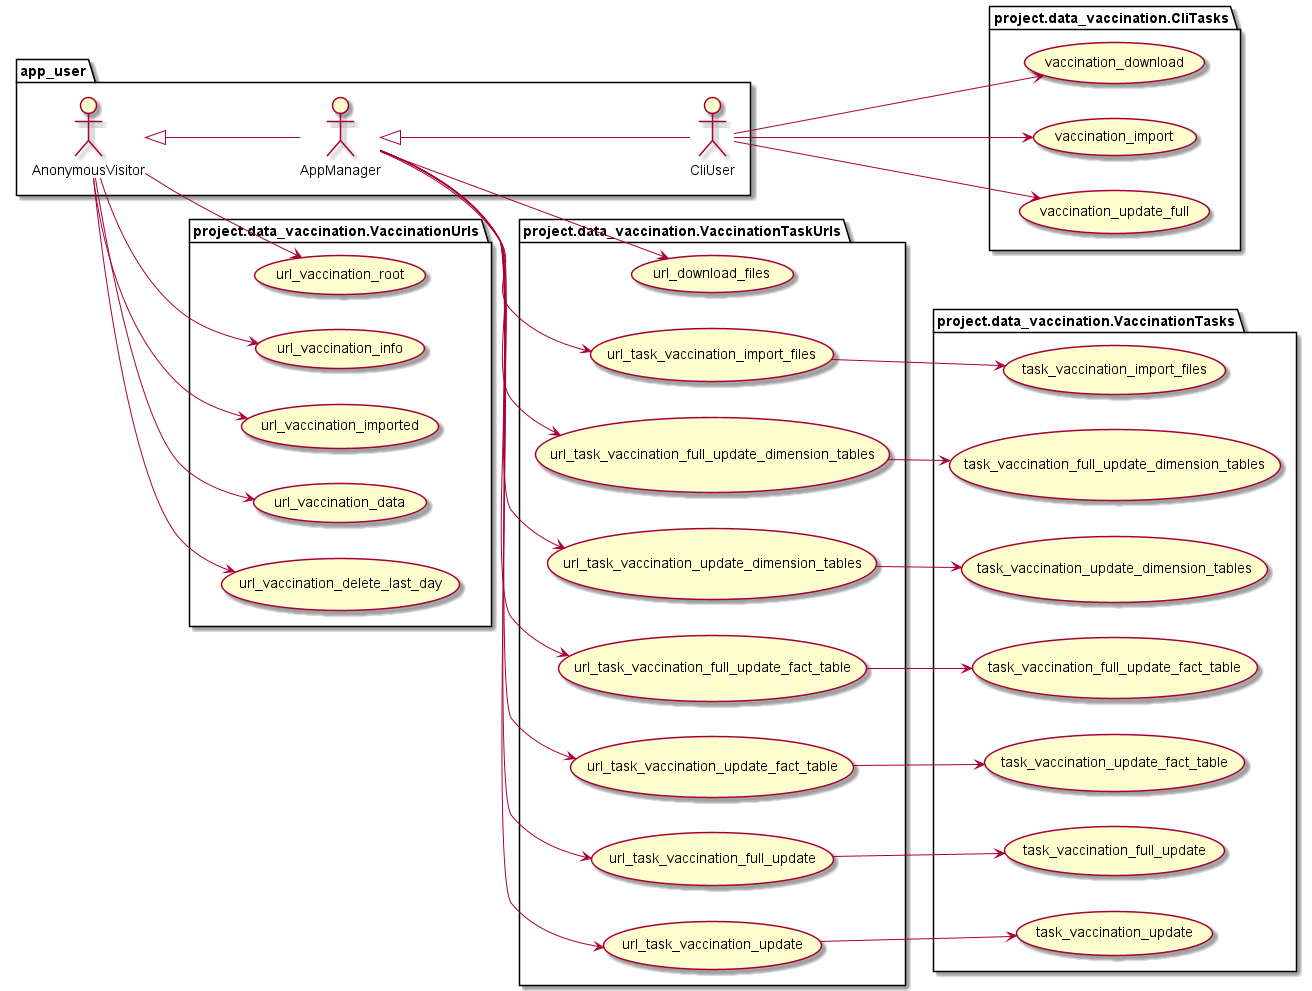 project.data_vaccination.CliTasks
vaccination_download
vaccination_import
vaccination_update_full
app_user
AnonymousVisitor
AppManager
CliUser
project.data_vaccination.VaccinationUrls
url_vaccination_root
url_vaccination_info
url_vaccination_imported
url_vaccination_data
url_vaccination_delete_last_day
project.data_vaccination.VaccinationTaskUrls
url_download_files
url_task_vaccination_import_files
url_task_vaccination_full_update_dimension_tables
url_task_vaccination_update_dimension_tables
url_task_vaccination_full_update_fact_table
url_task_vaccination_update_fact_table
url_task_vaccination_full_update
url_task_vaccination_update
project.data_vaccination.VaccinationTasks
task_vaccination_import_files
task_vaccination_full_update_dimension_tables
task_vaccination_update_dimension_tables
task_vaccination_full_update_fact_table
task_vaccination_update_fact_table
task_vaccination_full_update
task_vaccination_update